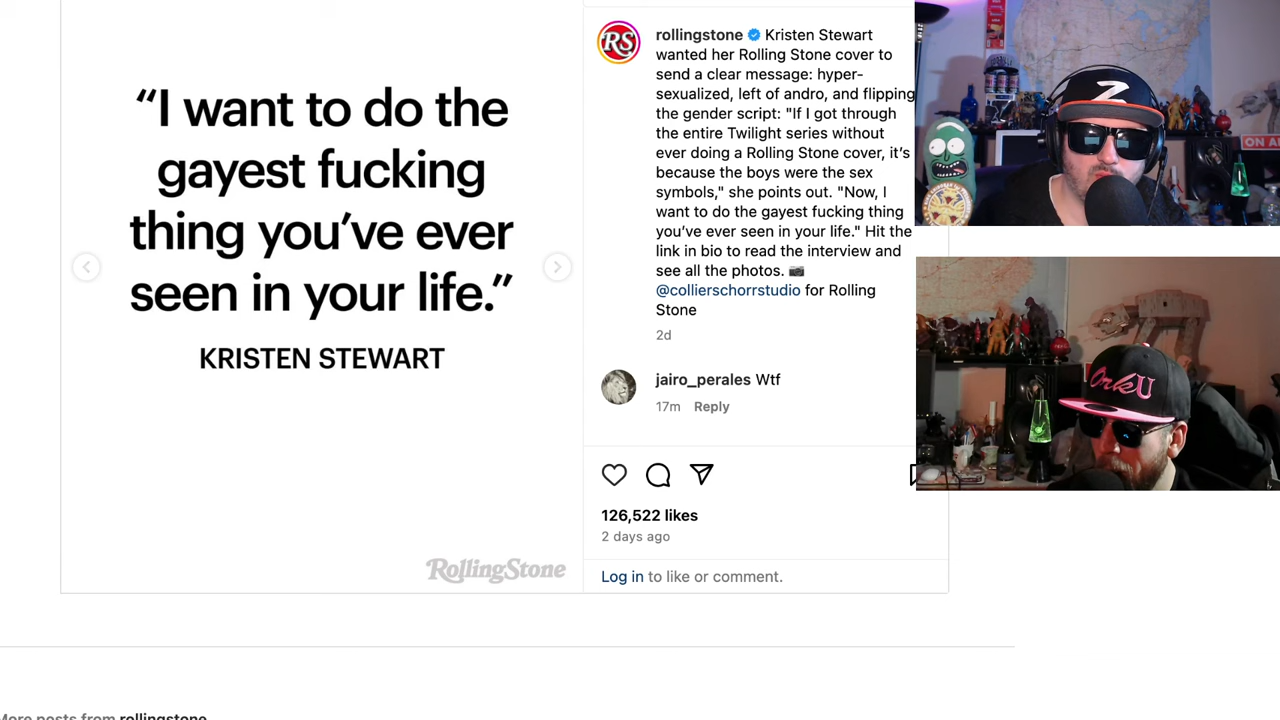 “I want to do the
gayest fucking
thing you’ve ever
seen in your life.”
KRISTEN STEWART
RollingStone
RS
rollingstone Kristen Stewart
wanted her Rolling Stone cover to
send a clear message: hyper-
sexualized, left of andro, and flipping
the gender script: "If I got through
the entire Twilight series without
ever doing a Rolling Stone cover, it’s
because the boys were the sex
symbols," she points out. "Now, I
want to do the gayest fucking thing
you’ve ever seen in your life." Hit the
link in bio to read the interview and
see all the photos. 📷
@collierschorrstudio for Rolling
Stone
2d
jairo_perales Wtf
17m Reply
126,522 likes
2 days ago
Log in to like or comment.
More posts from rollingstone
Z
ON A
OrkU